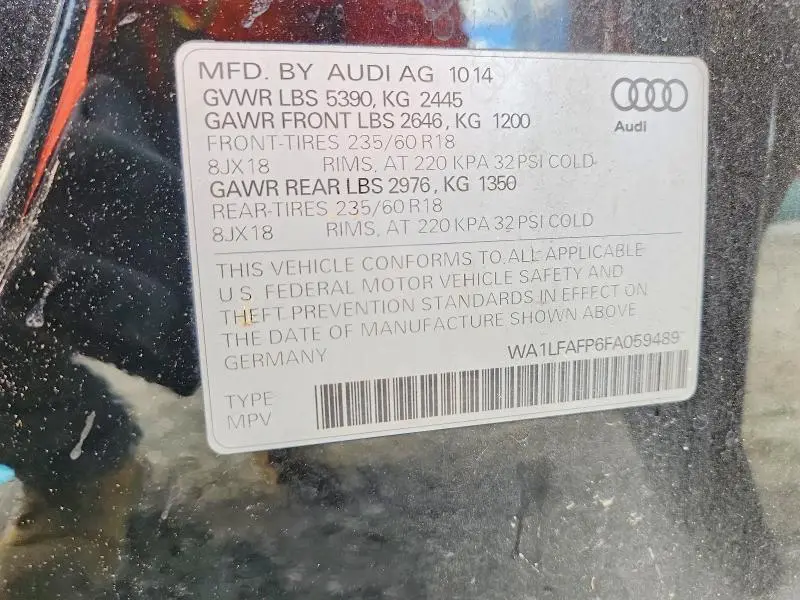 MFD. BY AUDI AG 10 14
GVWR LBS 5390, KG 2445
GAWR FRONT LBS 2646, KG 1200
FRONT-TIRES 235/60 R18
8JX18 RIMS, AT 220 KPA 32 PSI COLD
GAWR REAR LBS 2976, KG 1350
REAR-TIRES 235/60 R18
8JX18 RIMS, AT 220 KPA 32 PSI COLD
Audi
THIS VEHICLE CONFORMS TO ALL APPLICABLE
U.S. FEDERAL MOTOR VEHICLE SAFETY AND
THEFT PREVENTION STANDARDS IN EFFECT ON
THE DATE OF MANUFACTURE SHOWN ABOVE
GERMANY WA1LFAFP6FA059489
TYPE
MPV